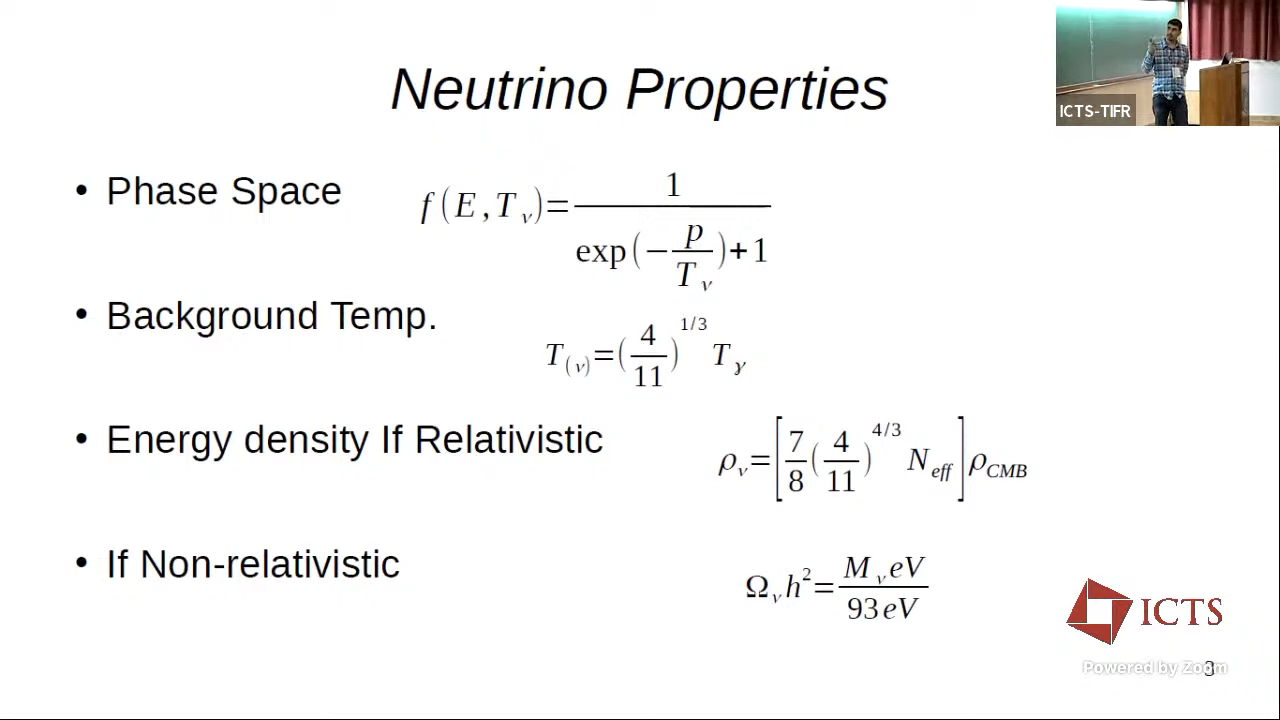 Neutrino Properties
ICTS-TIFR
• Phase Space
f(E,T_ν)=1/(exp(−p/T_ν)+1)
• Background Temp.
T_(ν)=(4/11)^{1/3} T_γ
• Energy density If Relativistic
ρ_ν=[7/8(4/11)^{4/3} N_eff]ρ_CMB
• If Non-relativistic
Ω_ν h²=M_ν eV/93 eV
ICTS
Powered by Zoom
3